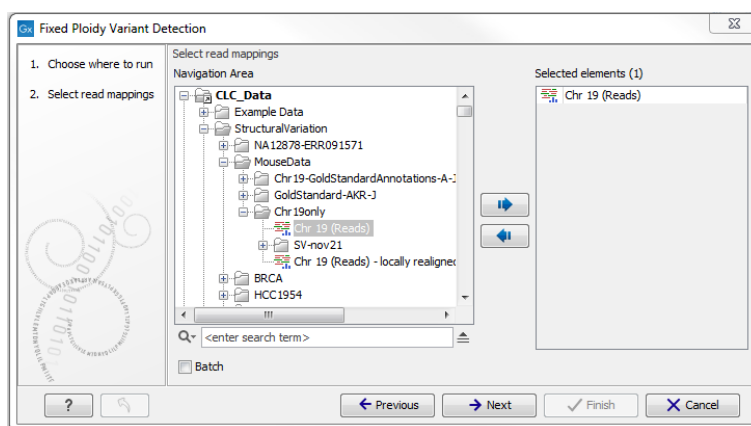 Gx Fixed Ploidy Variant Detection
1. Choose where to run
2. Select read mappings
Select read mappings
Navigation Area
CLC_Data
Example Data
StructuralVariation
NA12878-ERR091571
MouseData
Chr19-GoldStandardAnnotations-A-J
GoldStandard-AKR-J
Chr19only
Chr 19 (Reads)
SV-nov21
Chr 19 (Reads) - locally realigned
BRCA
HCC1954
<enter search term>
Batch
Selected elements (1)
Chr 19 (Reads)
?
Previous
Next
Finish
Cancel